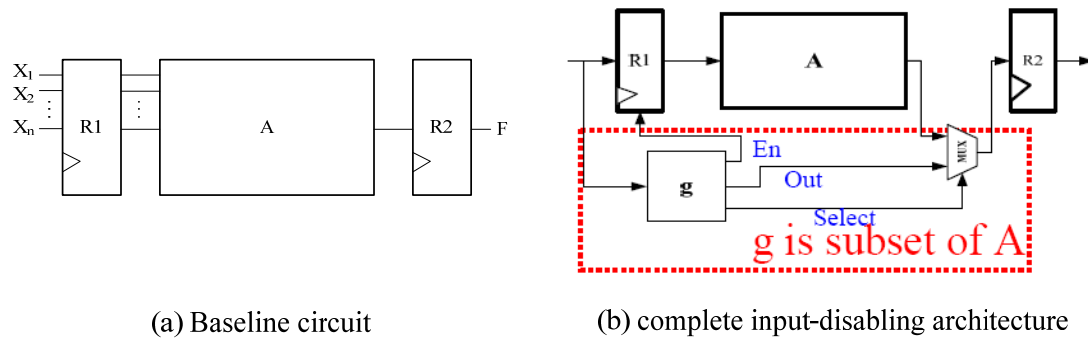 X1
X2
Xn
R1
A
R2
F
R1
A
R2
MUX
En
g
Out
Select
g is subset of A
(a) Baseline circuit
(b) complete input-disabling architecture